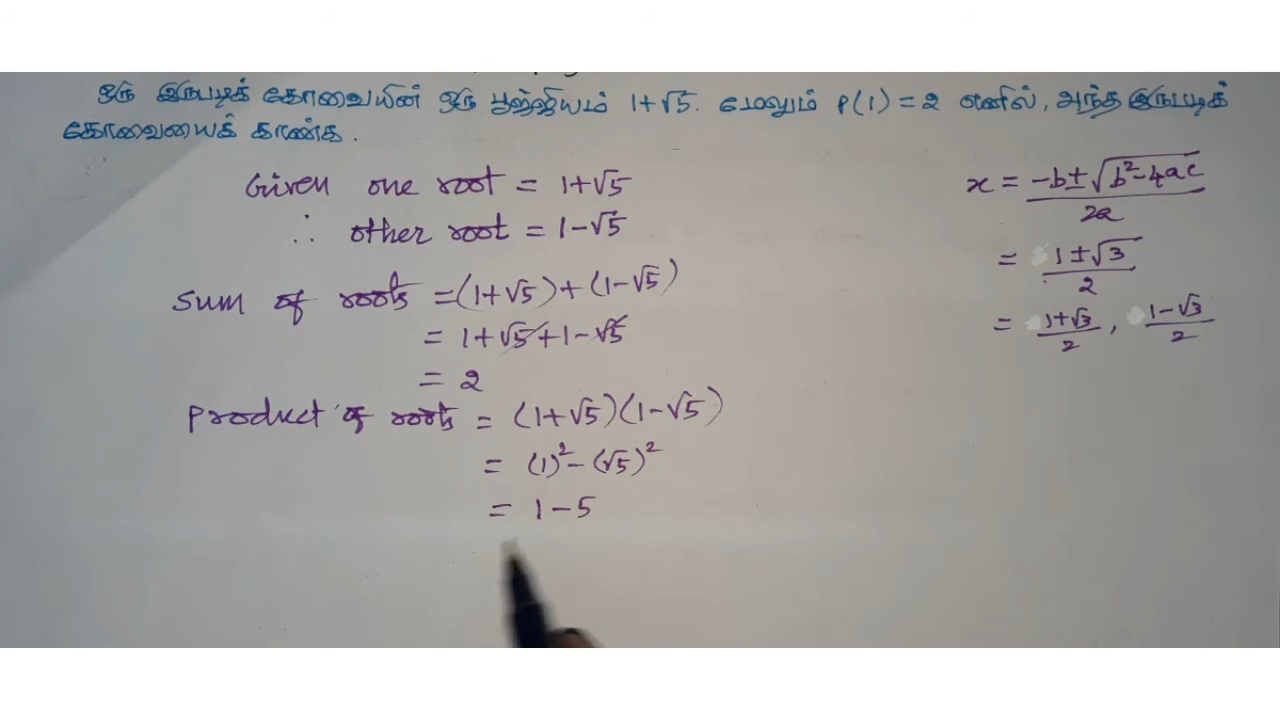 ஒரு இருபடிக் கோவையின் ஒரு பூஜ்ஜியம் 1+√5. மேலும் P(1) = 2 எனில், அந்த இருபடிக்
கோவையைக் காண்க.
Given one root = 1+√5
∴ other root = 1-√5
Sum of roots = (1+√5)+(1-√5)
= 1+√5+1-√5
= 2
Product of roots = (1+√5)(1-√5)
= (1)²-(√5)²
= 1-5
x = (-b±√(b²-4ac))/2a
= (1±√3)/2
= (1+√3)/2, (1-√3)/2